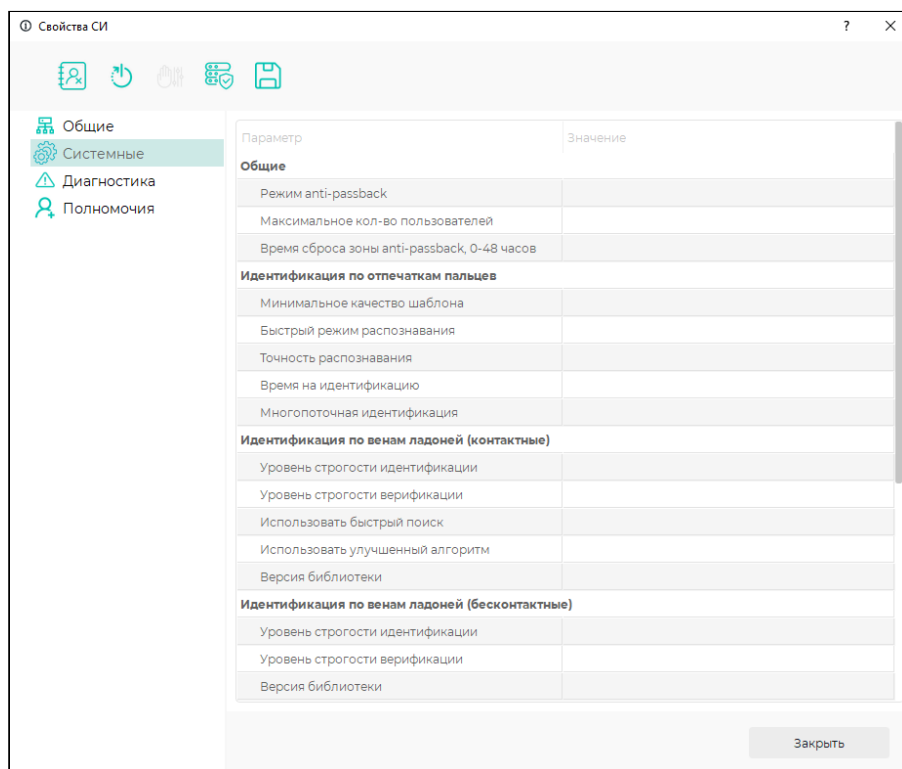 Свойства СИ
?
Общие
Системные
Диагностика
Полномочия
Параметр Значение
Общие
Режим anti-passback
Максимальное кол-во пользователей
Время сброса зоны anti-passback, 0-48 часов
Идентификация по отпечаткам пальцев
Минимальное качество шаблона
Быстрый режим распознавания
Точность распознавания
Время на идентификацию
Многопоточная идентификация
Идентификация по венам ладоней (контактные)
Уровень строгости идентификации
Уровень строгости верификации
Использовать быстрый поиск
Использовать улучшенный алгоритм
Версия библиотеки
Идентификация по венам ладоней (бесконтактные)
Уровень строгости идентификации
Уровень строгости верификации
Версия библиотеки
Закрыть